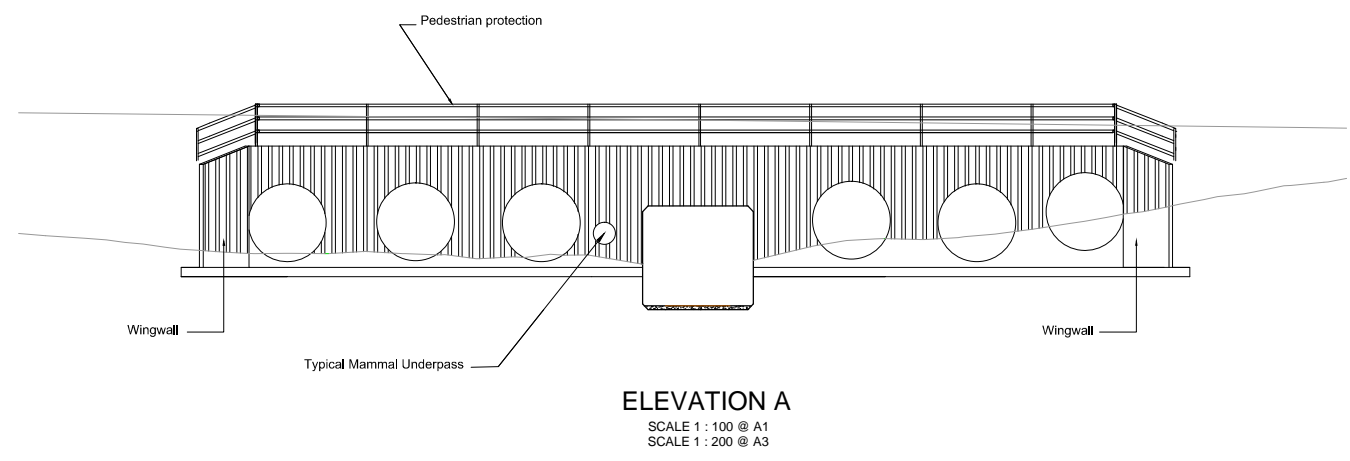 Pedestrian protection
Wingwall
Wingwall
Typical Mammal Underpass
ELEVATION A
SCALE 1 : 100 @ A1
SCALE 1 : 200 @ A3